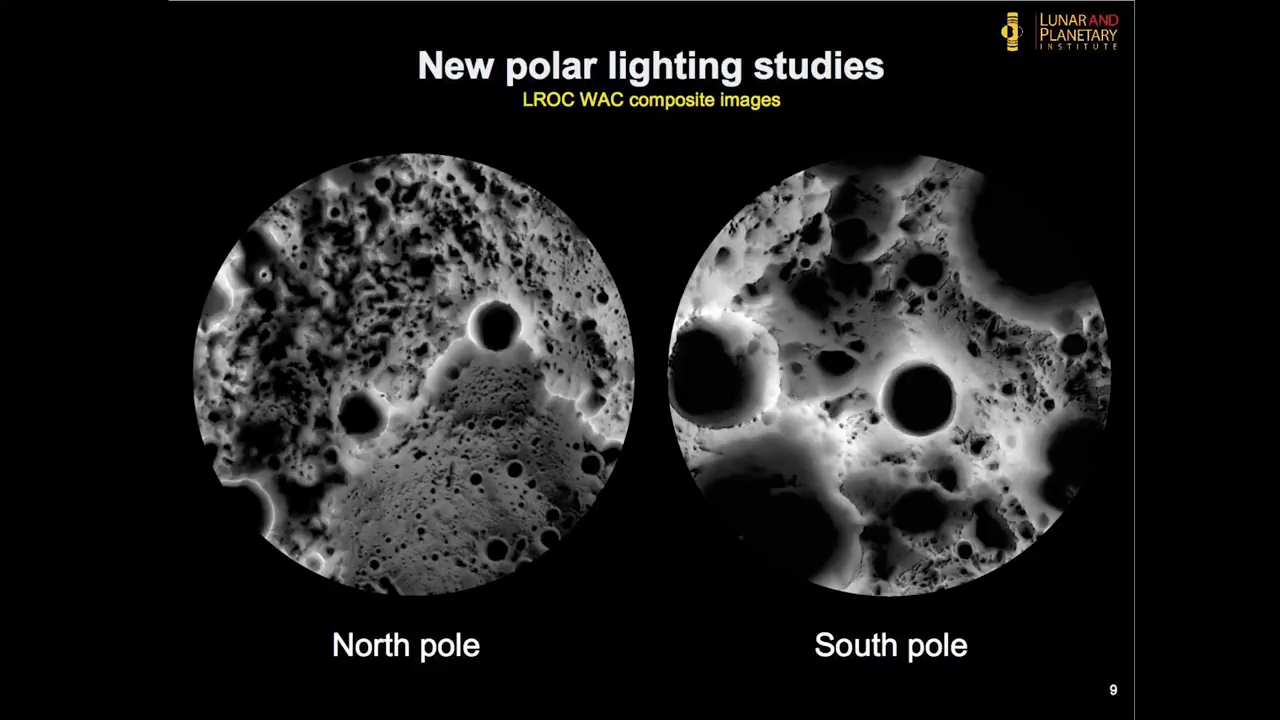 LUNAR AND
PLANETARY
INSTITUTE
New polar lighting studies
LROC WAC composite images
North pole
South pole
9